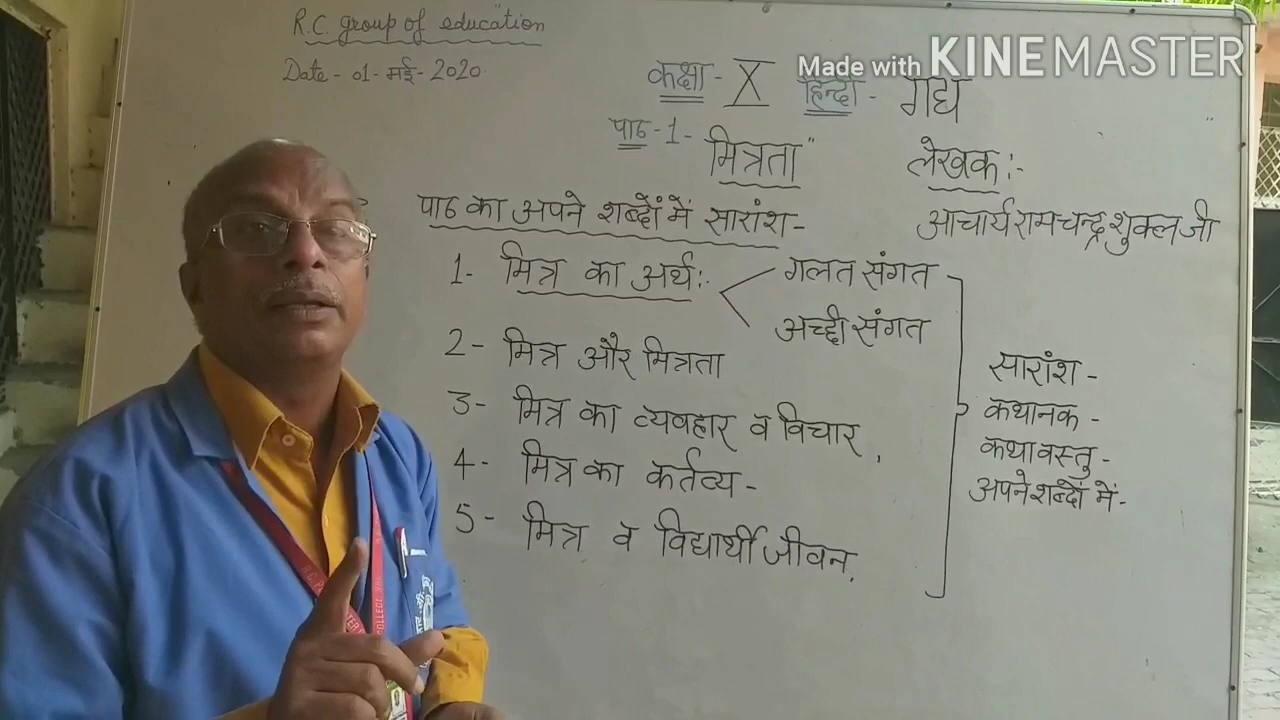 R.C. group of education
Date - 01 - मई - 2020
Made with KINEMASTER
कक्षा - X हिन्दी - गद्य
पाठ - 1 - मित्रता"
लेखक :-
आचार्य रामचन्द्र शुक्ल जी
पाठ का अपने शब्दों में सारांश -
1- मित्र का अर्थ :-
गलत संगत
अच्छी संगत
2- मित्र और मित्रता
3- मित्र का व्यवहार व विचार,
4- मित्र का कर्तव्य -
5- मित्र व विद्यार्थी जीवन.
सारांश -
कथानक -
कथावस्तु -
अपने शब्दों में -